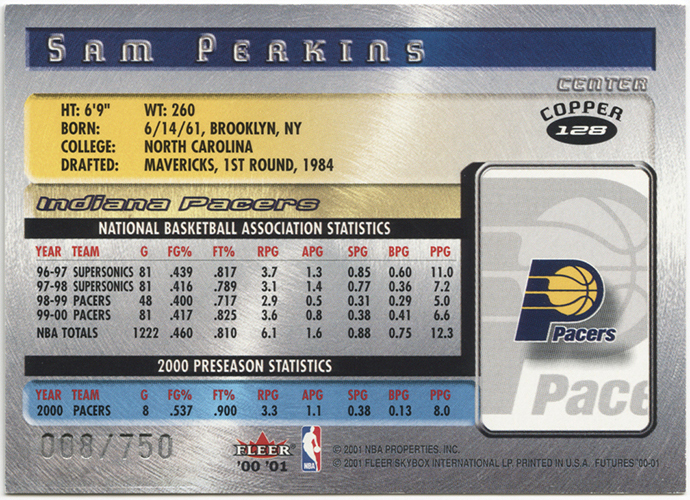 SAM PERKINS
CENTER
HT: 6'9" WT: 260
BORN: 6/14/61, BROOKLYN, NY
COLLEGE: NORTH CAROLINA
DRAFTED: MAVERICKS, 1ST ROUND, 1984
COPPER
128
Indiana Pacers
NATIONAL BASKETBALL ASSOCIATION STATISTICS
YEAR TEAM G FG% FT% RPG APG SPG BPG PPG
96-97 SUPERSONICS 81 .439 .817 3.7 1.3 0.85 0.60 11.0
97-98 SUPERSONICS 81 .416 .789 3.1 1.4 0.77 0.36 7.2
98-99 PACERS 48 .400 .717 2.9 0.5 0.31 0.29 5.0
99-00 PACERS 81 .417 .825 3.6 0.8 0.38 0.41 6.6
NBA TOTALS 1222 .460 .810 6.1 1.6 0.88 0.75 12.3
Pacers
Pace
2000 PRESEASON STATISTICS
YEAR TEAM G FG% FT% RPG APG SPG BPG PPG
2000 PACERS 8 .537 .900 3.3 1.1 0.38 0.13 8.0
008/750
FLEER
'00 '01
NBA
© 2001 NBA PROPERTIES, INC.
© 2001 FLEER SKYBOX INTERNATIONAL LP. PRINTED IN U.S.A. FUTURES '00-01